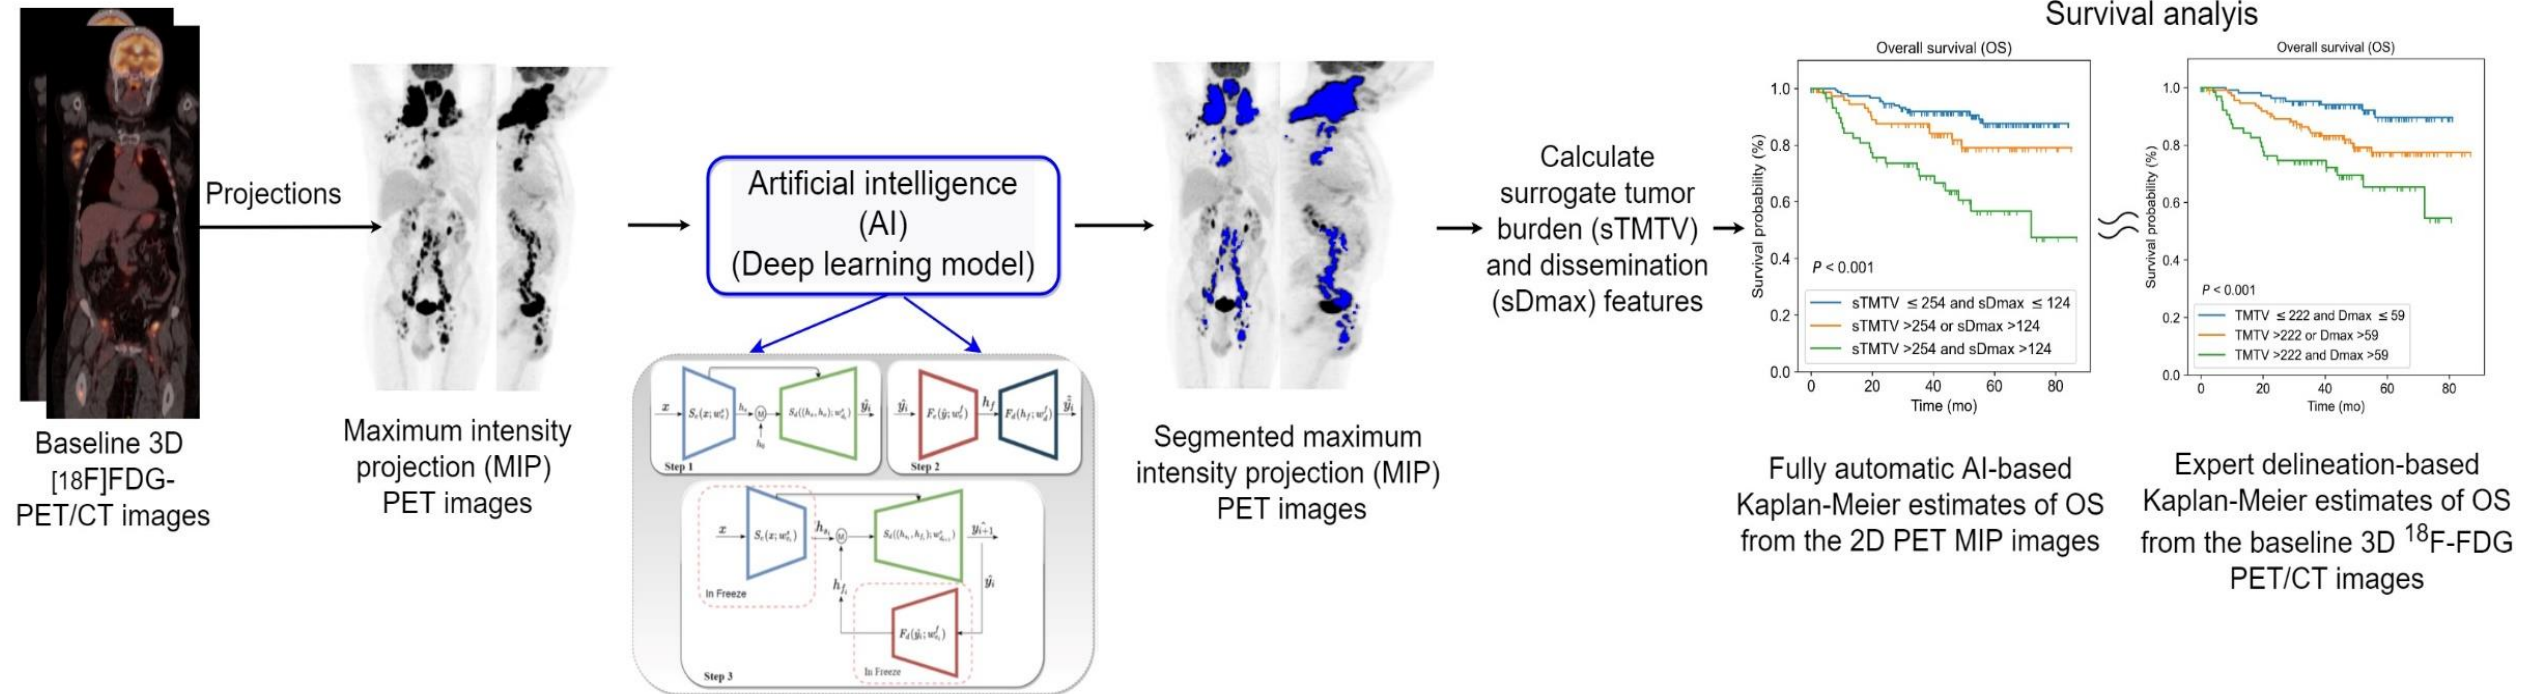 Survival analyis
Baseline 3D
[18F]FDG-
PET/CT images
Projections
Maximum intensity
projection (MIP)
PET images
Artificial intelligence
(AI)
(Deep learning model)
Step 1
Step 2
In Freeze
In Freeze
Step 3
Segmented maximum
intensity projection (MIP)
PET images
Calculate
surrogate tumor
burden (sTMTV)
and dissemination
(sDmax) features
Overall survival (OS)
Survival probability (%)
1.0
0.8
0.6
0.4
0.2
0.0
P < 0.001
sTMTV ≤ 254 and sDmax ≤ 124
sTMTV >254 or sDmax >124
sTMTV >254 and sDmax >124
0 20 40 60 80
Time (mo)
Fully automatic AI-based
Kaplan-Meier estimates of OS
from the 2D PET MIP images
Overall survival (OS)
Survival probability (%)
1.0
0.8
0.6
0.4
0.2
0.0
P < 0.001
TMTV ≤ 222 and Dmax ≤ 59
TMTV >222 or Dmax >59
TMTV >222 and Dmax >59
0 20 40 60 80
Time (mo)
Expert delineation-based
Kaplan-Meier estimates of OS
from the baseline 3D ¹⁸F-FDG
PET/CT images